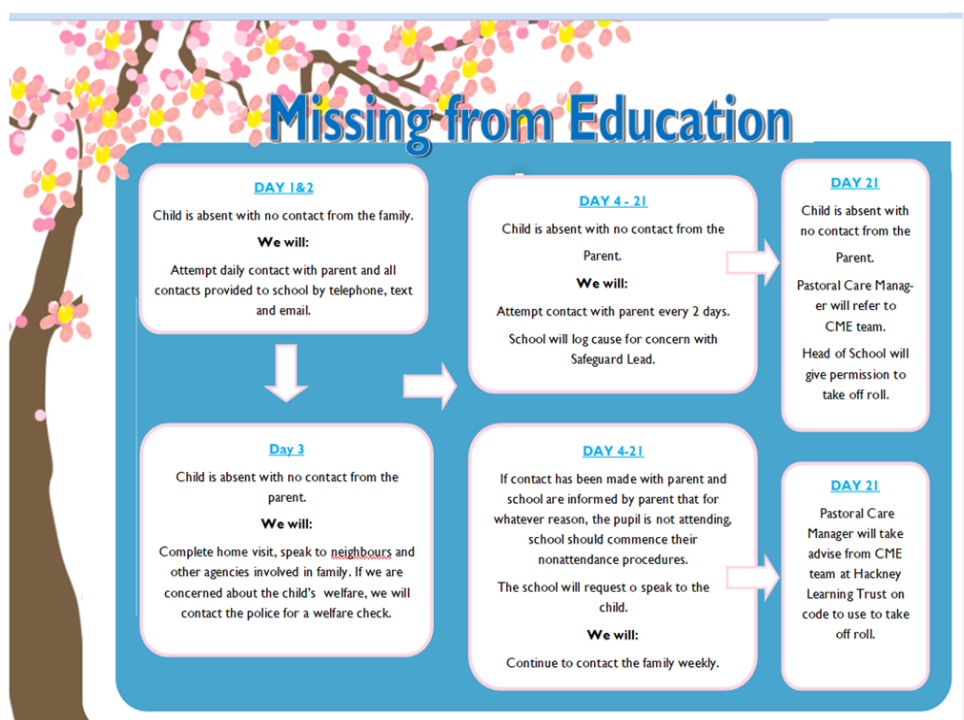 Missing from Education
DAY 1&2
Child is absent with no contact from the family.
We will:
Attempt daily contact with parent and all
contacts provided to school by telephone, text
and email.
Day 3
Child is absent with no contact from the
parent.
We will:
Complete home visit, speak to neighbours and
other agencies involved in family. If we are
concerned about the child's welfare, we will
contact the police for a welfare check.
DAY 4 - 21
Child is absent with no contact from the
Parent.
We will:
Attempt contact with parent every 2 days.
School will log cause for concern with
Safeguard Lead.
DAY 4-21
If contact has been made with parent and
school are informed by parent that for
whatever reason, the pupil is not attending,
school should commence their
nonattendance procedures.
The school will request o speak to the
child.
We will:
Continue to contact the family weekly.
DAY 21
Child is absent with
no contact from the
Parent.
Pastoral Care Manag-
er will refer to
CME team.
Head of School will
give permission to
take off roll.
DAY 21
Pastoral Care
Manager will take
advise from CME
team at Hackney
Learning Trust on
code to use to take
off roll.